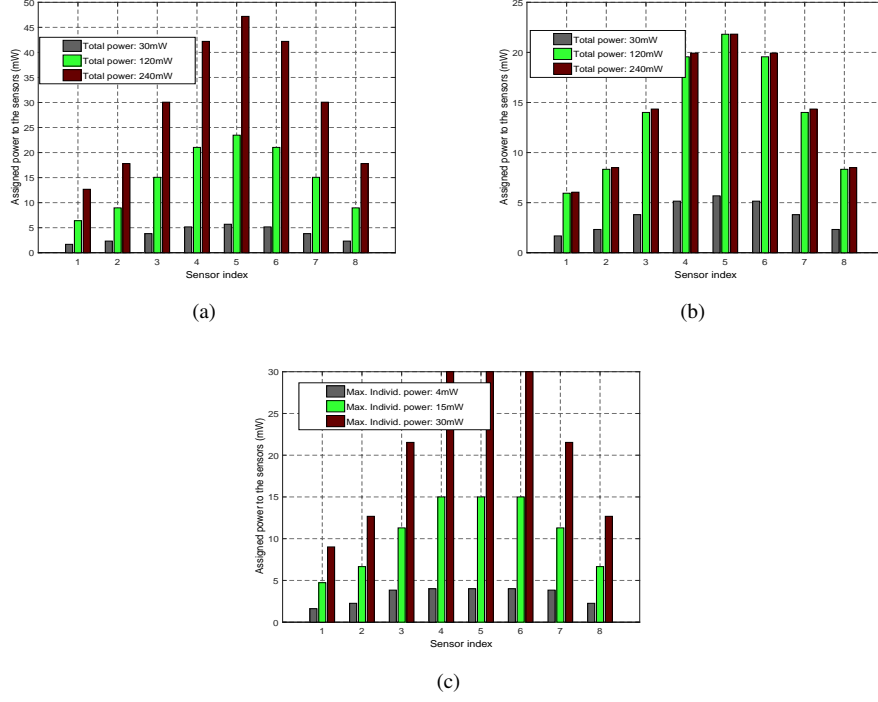 50
45
40
35
30
25
20
15
10
5
0
Assigned power to the sensors (mW)
Total power: 30mW
Total power: 120mW
Total power: 240mW
1 2 3 4 5 6 7 8
Sensor index
(a)
25
20
15
10
5
0
Assigned power to the sensors (mW)
Total power: 30mW
Total power: 120mW
Total power: 240mW
1 2 3 4 5 6 7 8
Sensor index
(b)
30
25
20
15
10
5
0
Assigned power to the sensors (mW)
Max. Individ. power: 4mW
Max. Individ. power: 15mW
Max. Individ. power: 30mW
1 2 3 4 5 6 7 8
Sensor index
(c)